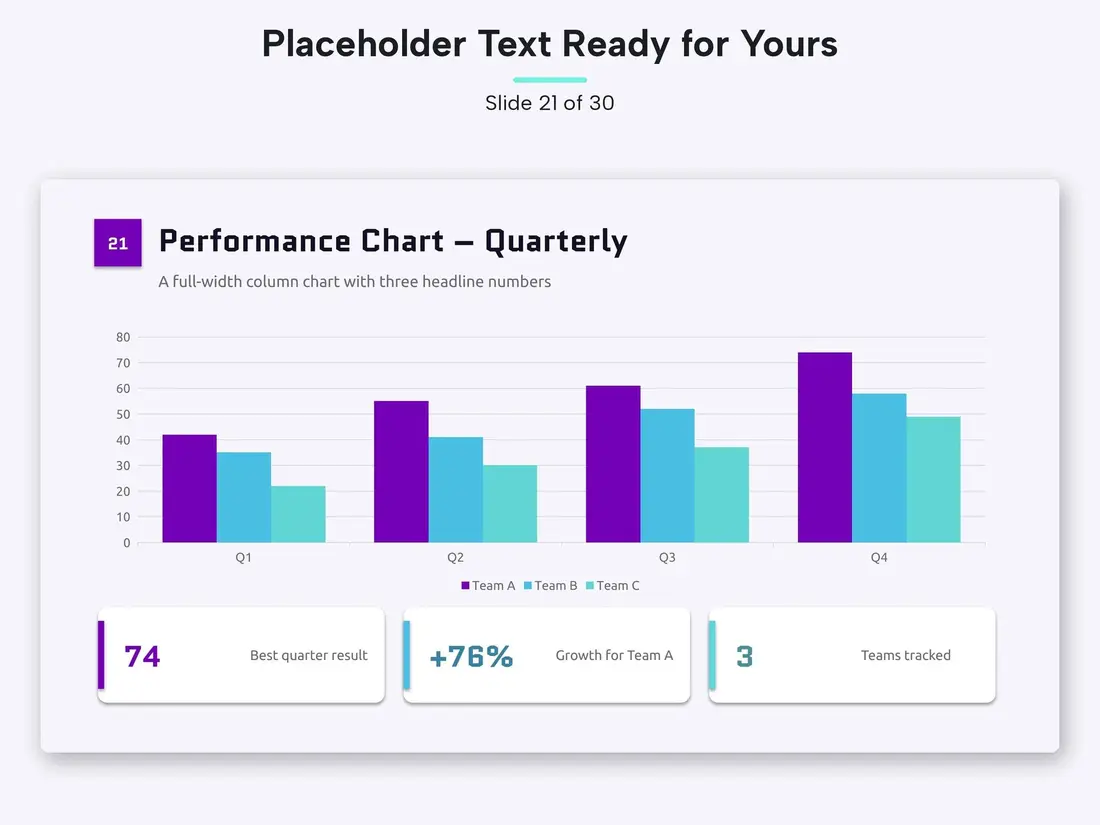 Placeholder Text Ready for Yours
Slide 21 of 30
21
Performance Chart – Quarterly
A full-width column chart with three headline numbers
80
70
60
50
40
30
20
10
0
Q1 Q2 Q3 Q4
Team A Team B Team C
74 Best quarter result
+76% Growth for Team A
3 Teams tracked